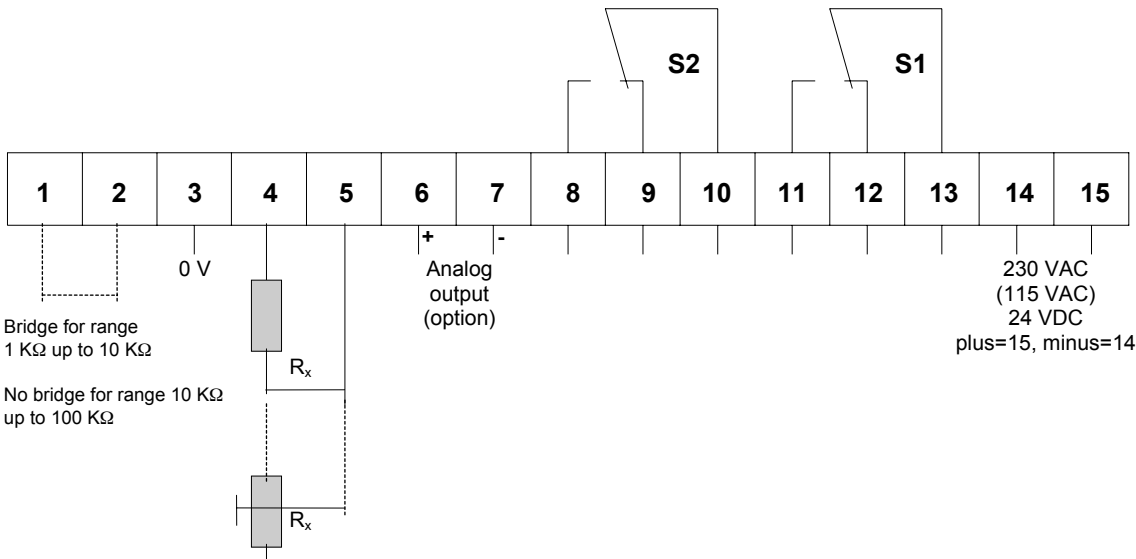 S2
S1
1 2 3 4 5 6 7 8 9 10 11 12 13 14 15
+ -
0 V
Analog
output
(option)
230 VAC
(115 VAC)
24 VDC
plus=15, minus=14
Bridge for range
1 KΩ up to 10 KΩ
No bridge for range 10 KΩ
up to 100 KΩ
Rx
Rx